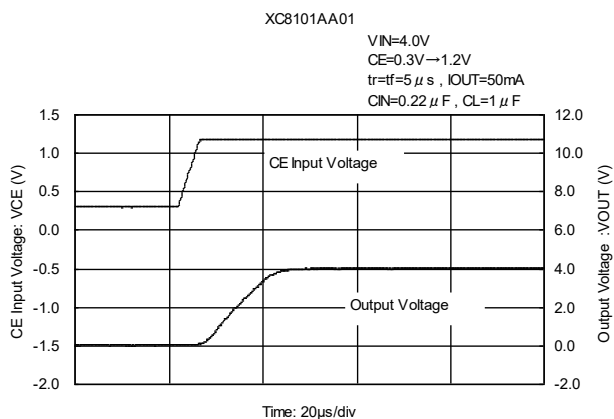 XC8101AA01
VIN=4.0V
CE=0.3V→1.2V
tr=tf=5μs , IOUT=50mA
CIN=0.22μF , CL=1μF
CE Input Voltage: VCE (V)
1.5
1.0
0.5
0.0
-0.5
-1.0
-1.5
-2.0
CE Input Voltage
Output Voltage
12.0
10.0
8.0
6.0
4.0
2.0
0.0
-2.0
Output Voltage :VOUT (V)
Time: 20μs/div